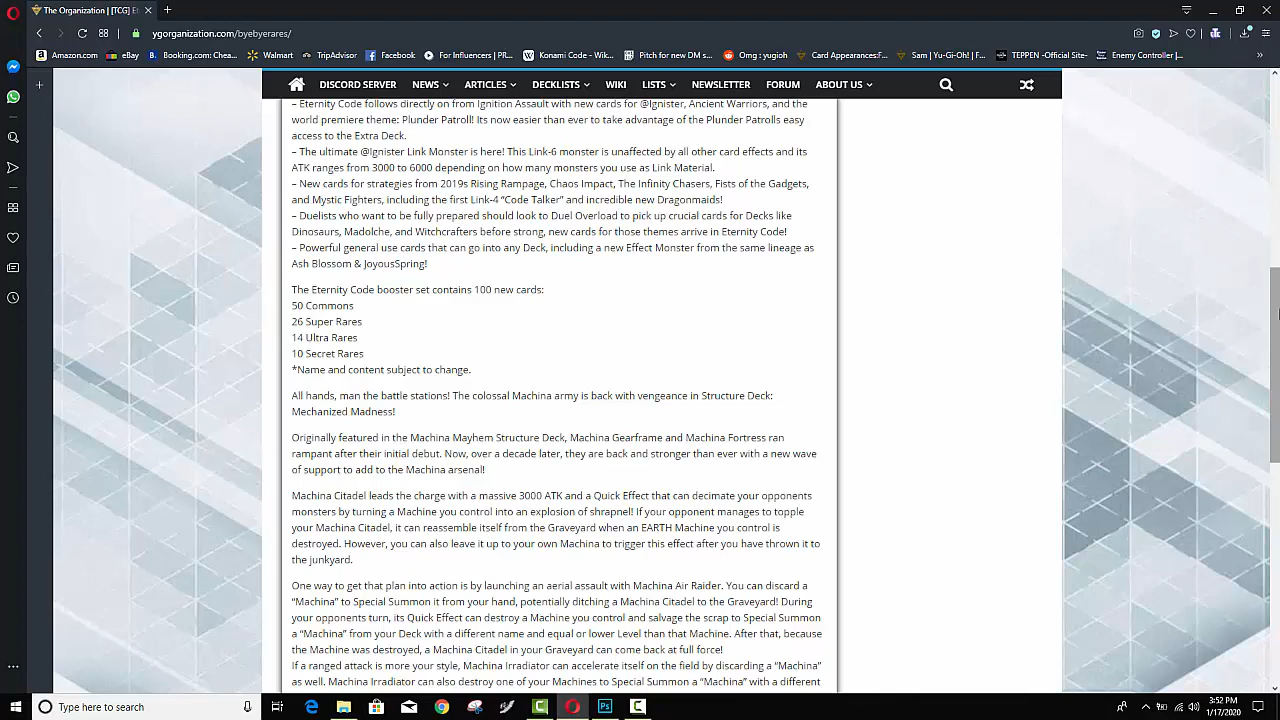 The Organization | [TCG] Et
ygorganization.com/byebyerares/
Amazon.com
eBay
Booking.com: Chea...
Walmart
TripAdvisor
Facebook
For Influencers | PR...
Konami Code - Wik...
Pitch for new DM s...
Omg : yugioh
Card Appearances:F...
Sam | Yu-Gi-Oh! | F...
TEPPEN -Official Site-
Enemy Controller |...
DISCORD SERVER NEWS ARTICLES DECKLISTS WIKI LISTS NEWSLETTER FORUM ABOUT US
– Eternity Code follows directly on from Ignition Assault with new cards for @Ignister, Ancient Warriors, and the
world premiere theme: Plunder Patroll! Its now easier than ever to take advantage of the Plunder Patrolls easy
access to the Extra Deck.
– The ultimate @Ignister Link Monster is here! This Link-6 monster is unaffected by all other card effects and its
ATK ranges from 3000 to 6000 depending on how many monsters you use as Link Material.
– New cards for strategies from 2019s Rising Rampage, Chaos Impact, The Infinity Chasers, Fists of the Gadgets,
and Mystic Fighters, including the first Link-4 “Code Talker” and incredible new Dragonmaids!
– Duelists who want to be fully prepared should look to Duel Overload to pick up crucial cards for Decks like
Dinosaurs, Madolche, and Witchcrafters before strong, new cards for those themes arrive in Eternity Code!
– Powerful general use cards that can go into any Deck, including a new Effect Monster from the same lineage as
Ash Blossom & JoyousSpring!
The Eternity Code booster set contains 100 new cards:
50 Commons
26 Super Rares
14 Ultra Rares
10 Secret Rares
*Name and content subject to change.
All hands, man the battle stations! The colossal Machina army is back with vengeance in Structure Deck:
Mechanized Madness!
Originally featured in the Machina Mayhem Structure Deck, Machina Gearframe and Machina Fortress ran
rampant after their initial debut. Now, over a decade later, they are back and stronger than ever with a new wave
of support to add to the Machina arsenal!
Machina Citadel leads the charge with a massive 3000 ATK and a Quick Effect that can decimate your opponents
monsters by turning a Machine you control into an explosion of shrapnel! If your opponent manages to topple
your Machina Citadel, it can reassemble itself from the Graveyard when an EARTH Machine you control is
destroyed. However, you can also leave it up to your own Machina to trigger this effect after you have thrown it to
the junkyard.
One way to get that plan into action is by launching an aerial assault with Machina Air Raider. You can discard a
“Machina” to Special Summon it from your hand, potentially ditching a Machina Citadel to the Graveyard! During
your opponents turn, its Quick Effect can destroy a Machine you control and salvage the scrap to Special Summon
a “Machina” from your Deck with a different name and equal or lower Level than that Machine. After that, because
the Machine was destroyed, a Machina Citadel in your Graveyard can come back at full force!
If a ranged attack is more your style, Machina Irradiator can accelerate itself on the field by discarding a “Machina”
as well. Machina Irradiator can also destroy one of your Machines to Special Summon a “Machina” with a different
Type here to search
3:52 PM
1/17/2020